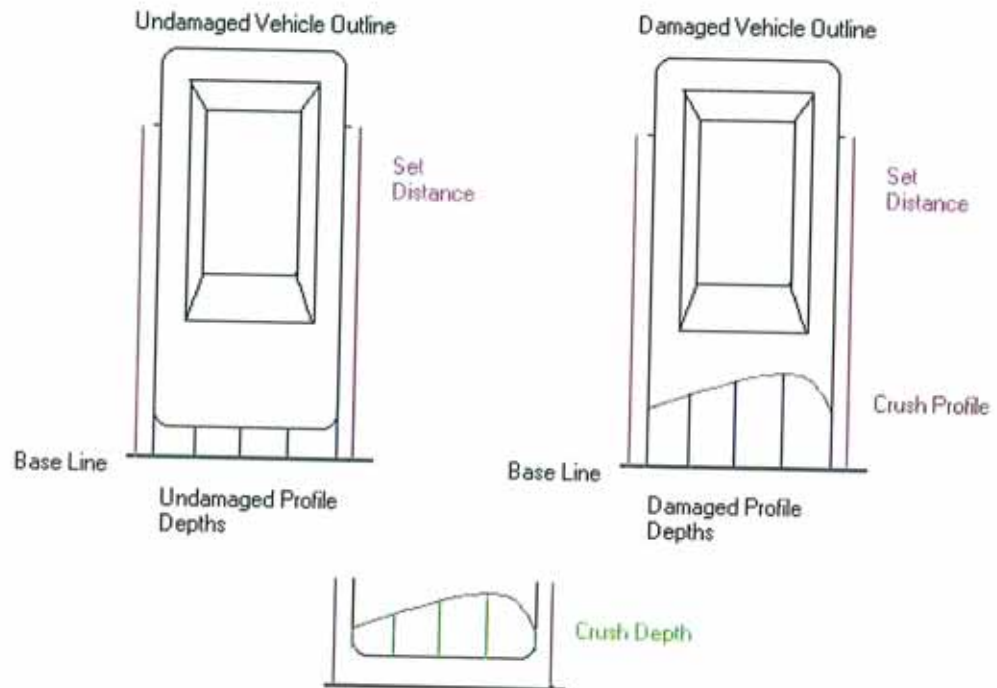 Undamaged Vehicle Outline
Damaged Vehicle Outline
Set
Distance
Set
Distance
Crush Profile
Base Line
Base Line
Undamaged Profile
Depths
Damaged Profile
Depths
Crush Depth